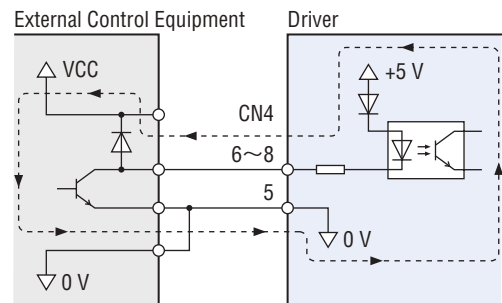 External Control Equipment
Driver
VCC
+5 V
CN4
6～8
5
0 V
0 V